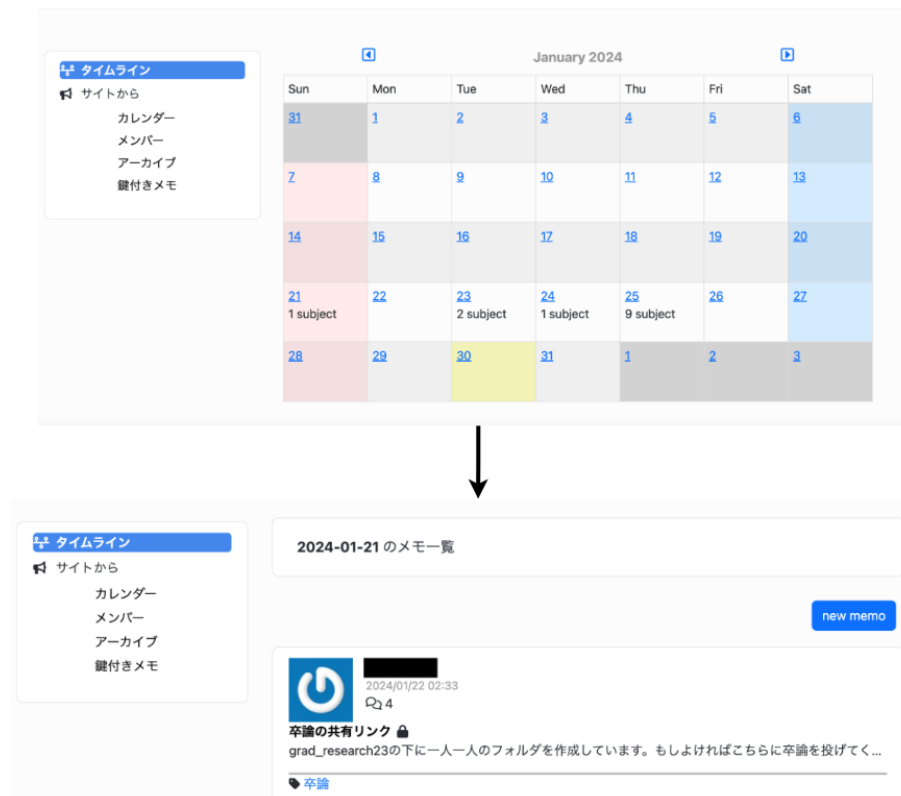 タイムライン
サイトから
カレンダー
メンバー
アーカイブ
鍵付きメモ
January 2024
Sun Mon Tue Wed Thu Fri Sat
31 1 2 3 4 5 6
7 8 9 10 11 12 13
14 15 16 17 18 19 20
21 22 23 24 25 26 27
1 subject 2 subject 1 subject 9 subject
28 29 30 31 1 2 3
タイムライン
サイトから
カレンダー
メンバー
アーカイブ
鍵付きメモ
2024-01-21 のメモ一覧
new memo
2024/01/22 02:33
4
卒論の共有リンク
grad_research23の下に一人一人のフォルダを作成しています。もしよければこちらに卒論を投げてく...
卒論